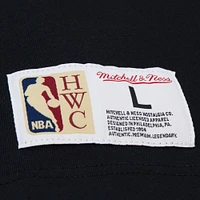 NBA
HWC
Mitchell & Ness
L
MITCHELL & NESS NOSTALGIA CO.
AUTHENTIC LICENSED APPAREL
DESIGNED IN PHILADELPHIA, PA.
ESTABLISHED 1904
AUTHENTIC. PREMIUM. LEGENDARY.